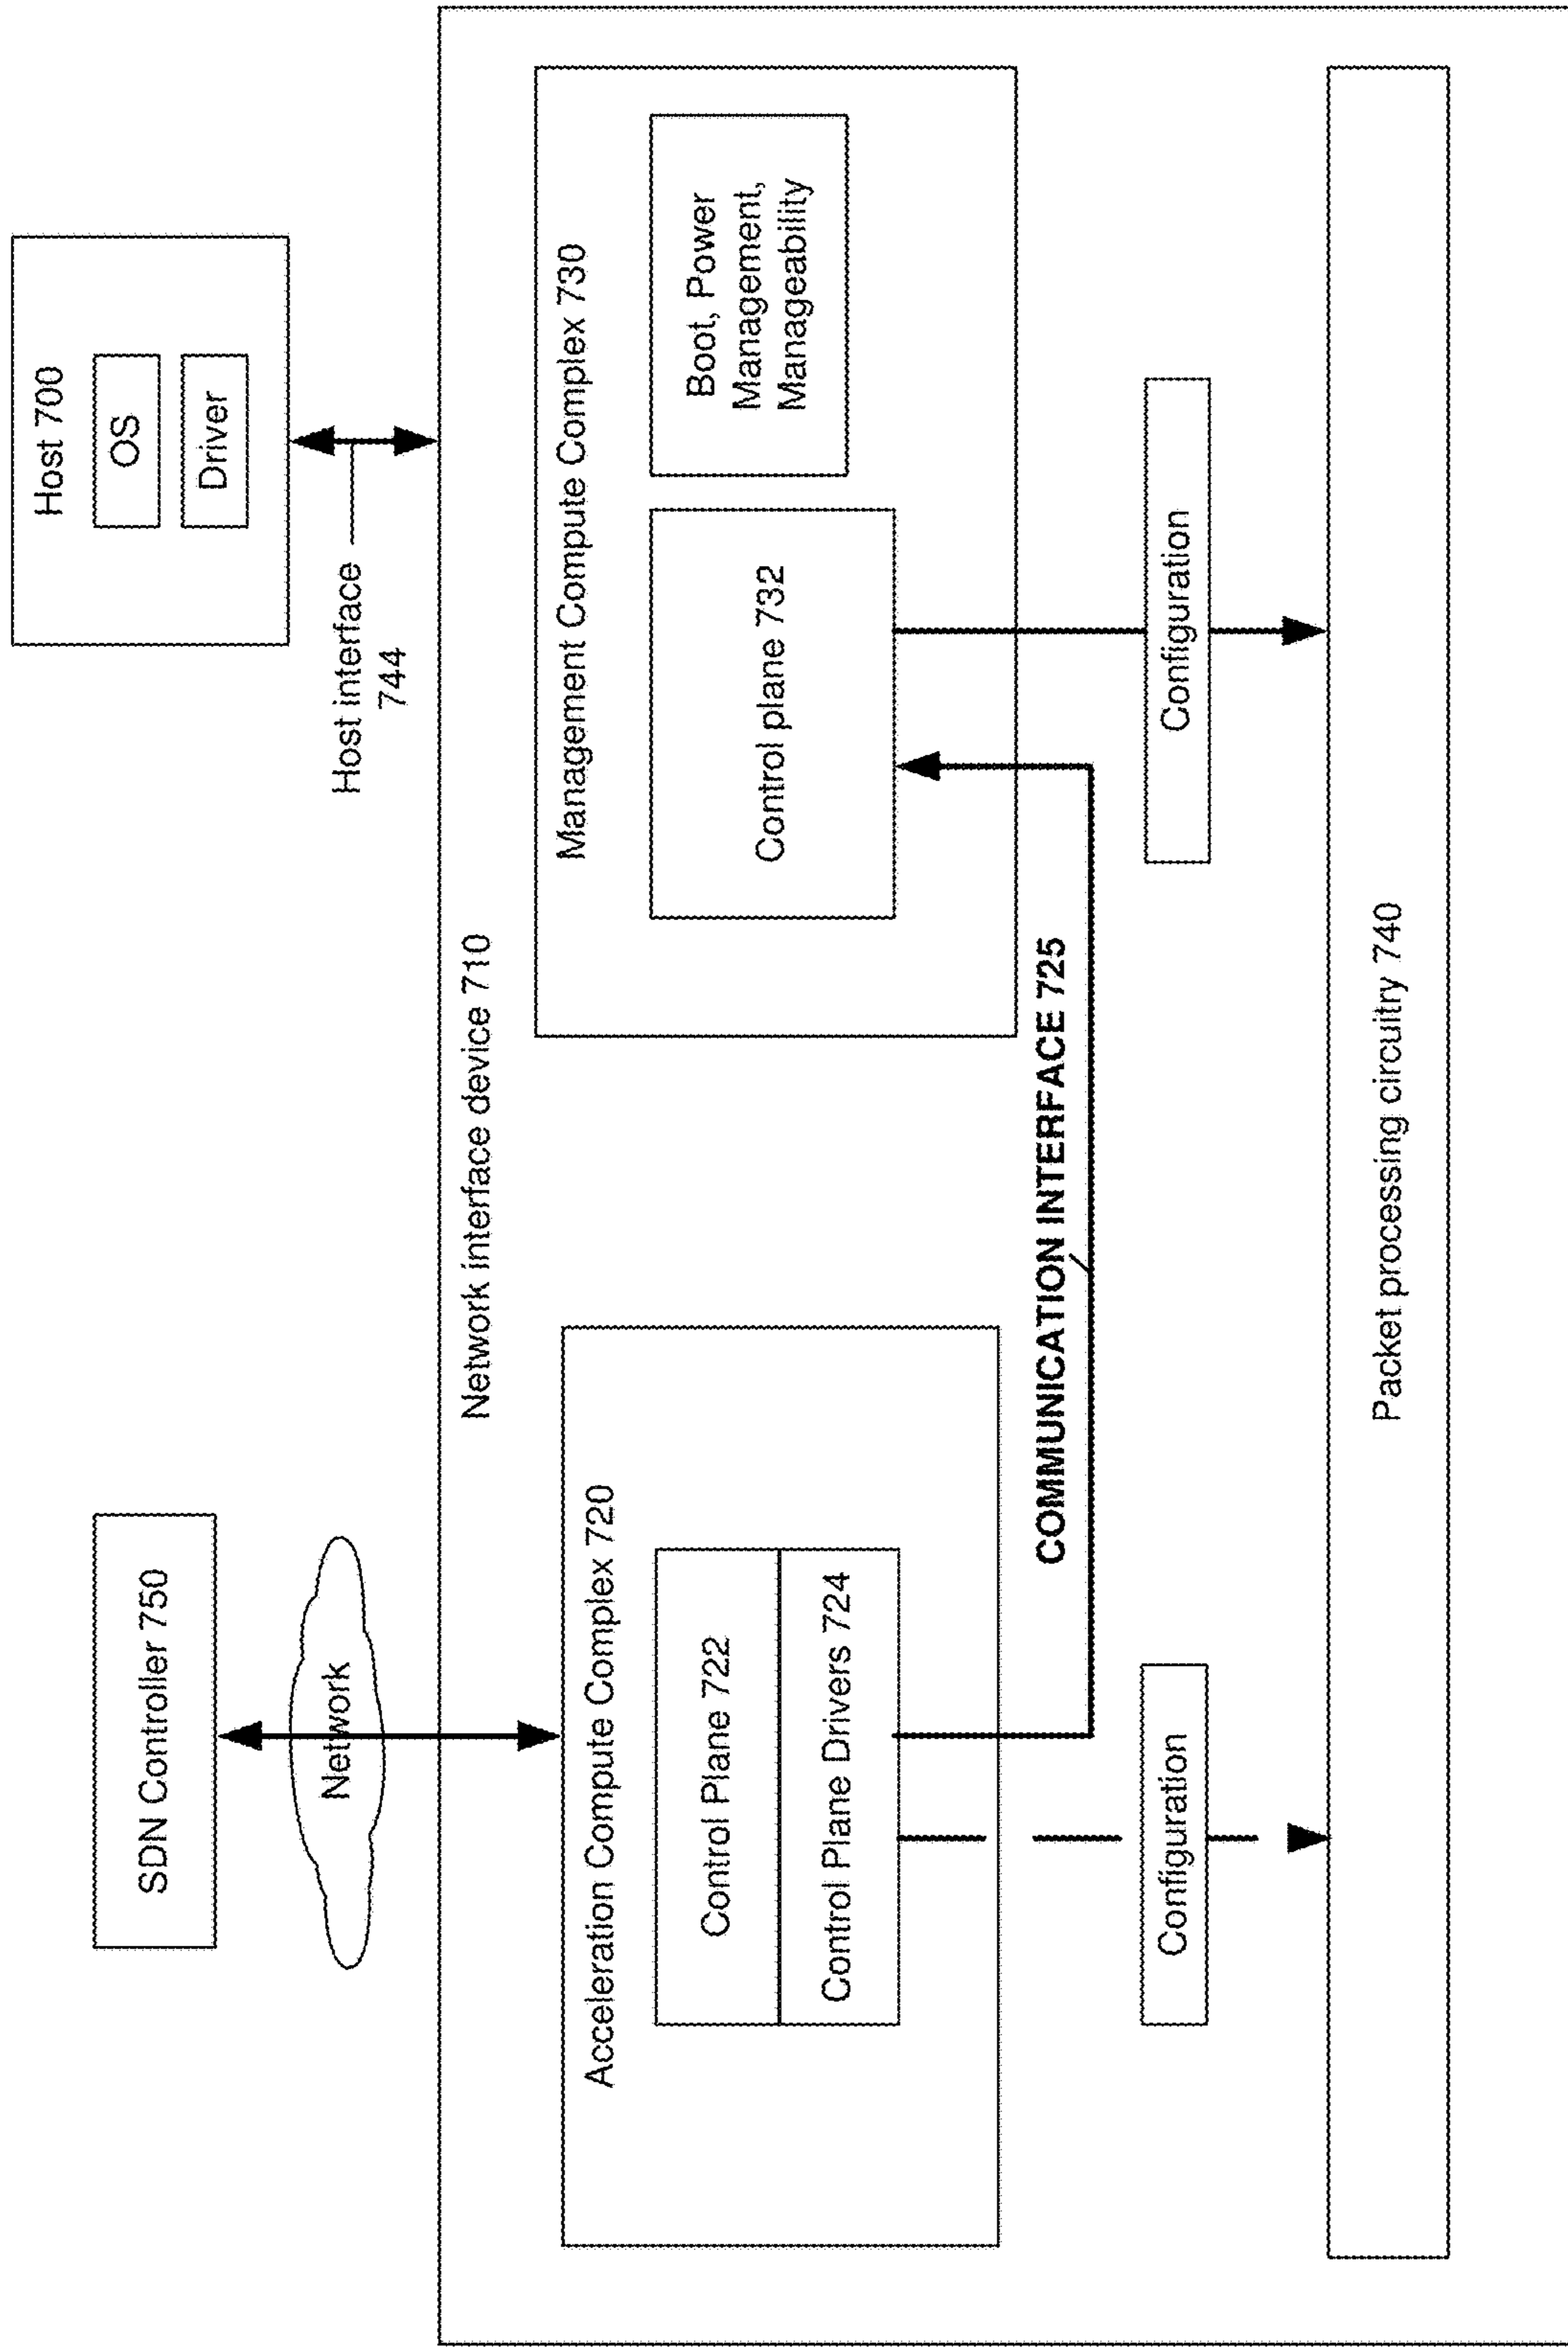 SDN Controller 750
Network
Host 700
OS
Driver
Host interface
744
Network interface device 710
Acceleration Compute Complex 720
Control Plane 722
Control Plane Drivers 724
Management Compute Complex 730
Control plane 732
Boot, Power
Management,
Manageability
COMMUNICATION INTERFACE 725
Configuration
Configuration
Packet processing circuitry 740